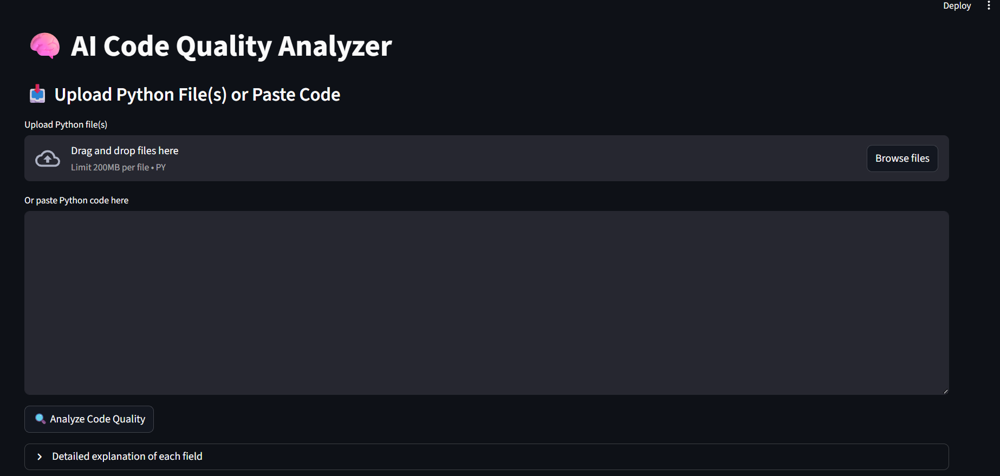 Deploy
AI Code Quality Analyzer
Upload Python File(s) or Paste Code
Upload Python file(s)
Drag and drop files here
Limit 200MB per file • PY
Browse files
Or paste Python code here
Analyze Code Quality
Detailed explanation of each field